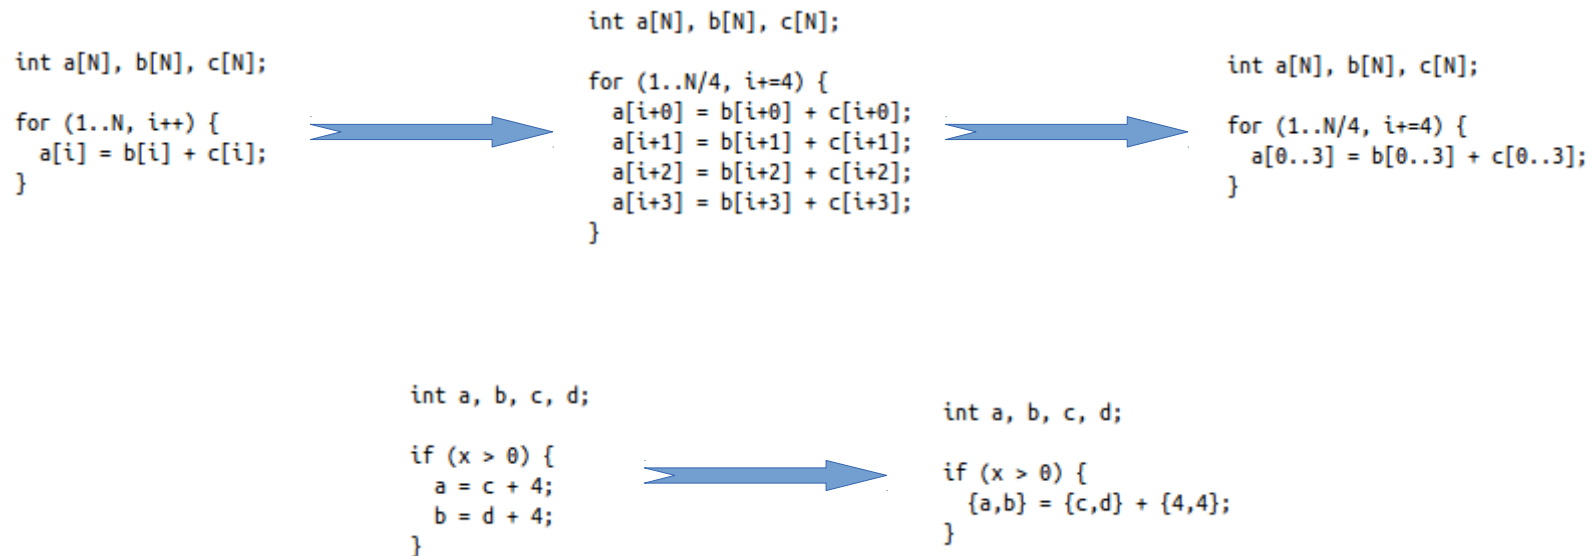 int a[N], b[N], c[N];
for (1..N, i++) {
a[i] = b[i] + c[i];
}
int a[N], b[N], c[N];
for (1..N/4, i+=4) {
a[i+0] = b[i+0] + c[i+0];
a[i+1] = b[i+1] + c[i+1];
a[i+2] = b[i+2] + c[i+2];
a[i+3] = b[i+3] + c[i+3];
}
int a[N], b[N], c[N];
for (1..N/4, i+=4) {
a[0..3] = b[0..3] + c[0..3];
}
int a, b, c, d;
if (x > 0) {
a = c + 4;
b = d + 4;
}
int a, b, c, d;
if (x > 0) {
{a,b} = {c,d} + {4,4};
}